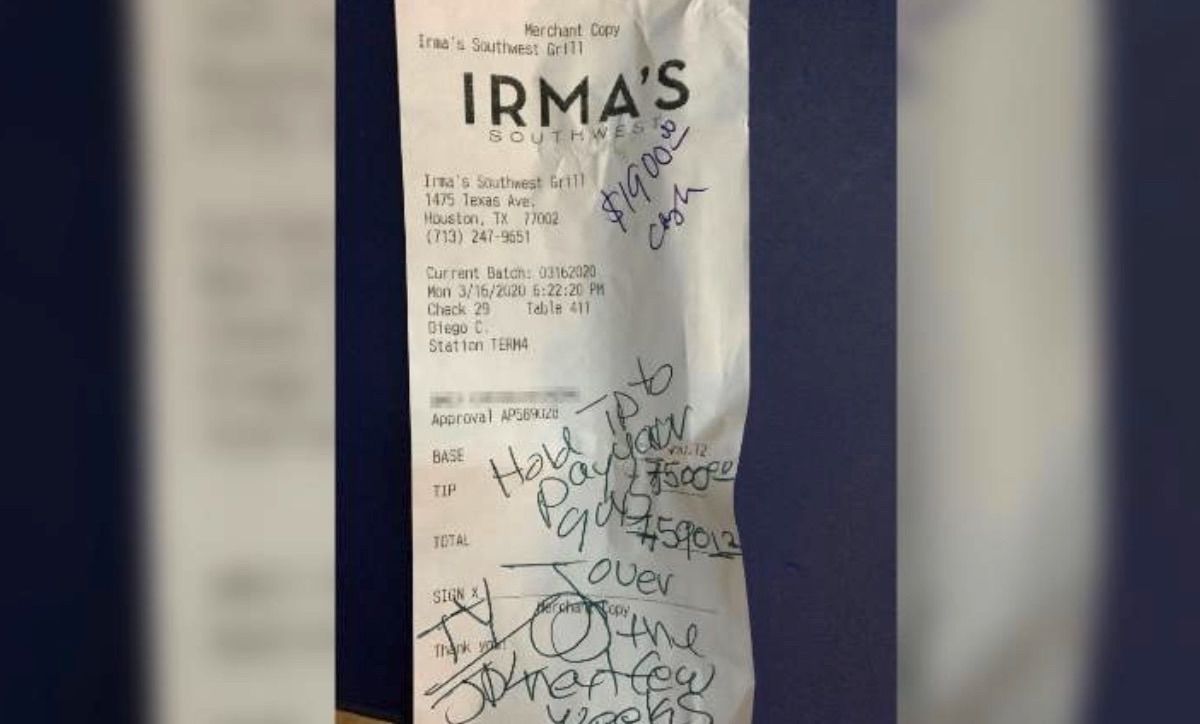 Merchant Copy
Irma's Southwest Grill
IRMA'S
SOUTHWEST
$1900.00
cash
Irma's Southwest Grill
1475 Texas Ave.
Houston, TX 77002
(713) 247-9651
Current Batch: 03162020
Mon 3/16/2020 6:22:20 PM
Check 29 Table 411
Diego C.
Station TERM4
Approval AP589028
BASE
TIP 7500.00
TOTAL 7590.12
Hold TIP to
Pay your
guys
over
SIGN X
Merchant Copy
the
Thank you!
next few
weeks